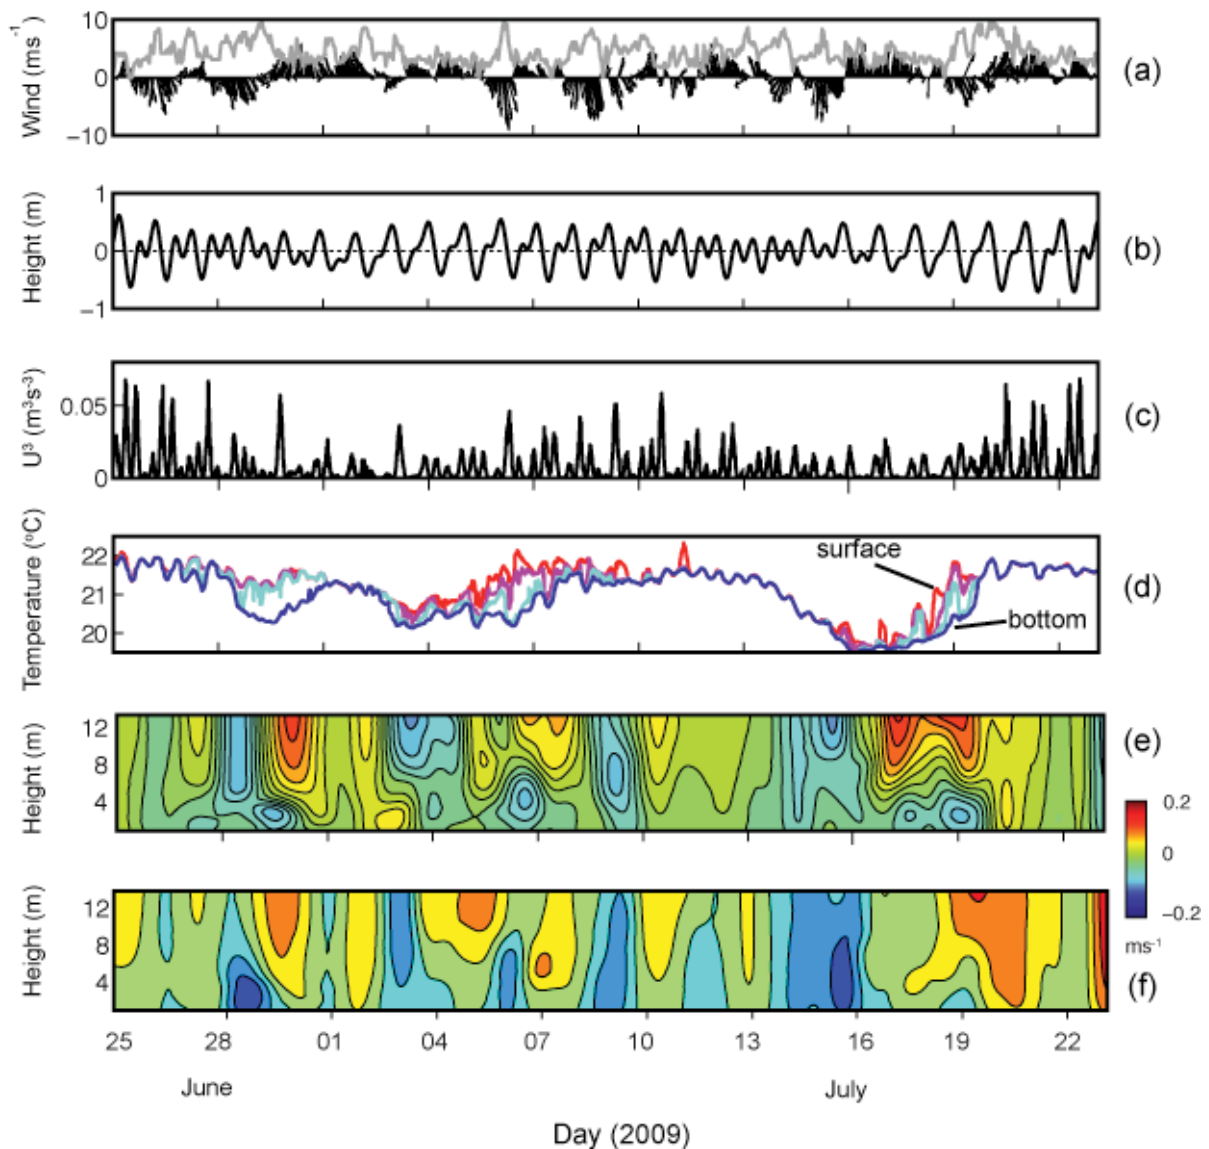 10
0
−10
Wind (ms⁻¹)
(a)
1
0
−1
Height (m)
(b)
0.05
0
U³ (m³s⁻³)
(c)
22
21
20
Temperature (°C)
surface
bottom
(d)
12
8
4
Height (m)
(e)
0.2
0
−0.2
ms⁻¹
12
8
4
Height (m)
(f)
25 28 01 04 07 10 13 16 19 22
June July
Day (2009)